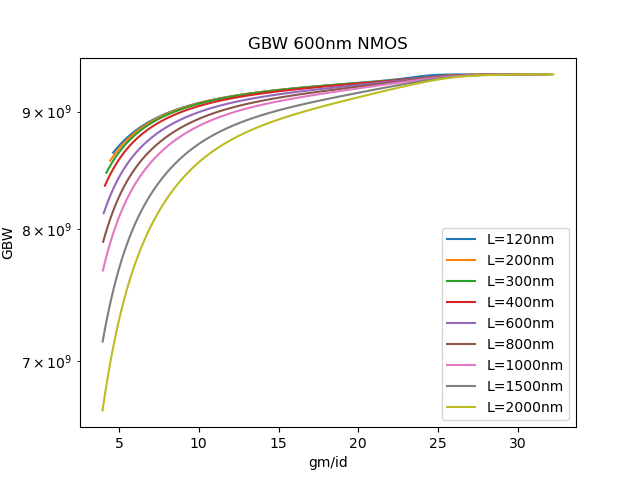 GBW 600nm NMOS
GBW
9 × 10⁹
8 × 10⁹
7 × 10⁹
L=120nm
L=200nm
L=300nm
L=400nm
L=600nm
L=800nm
L=1000nm
L=1500nm
L=2000nm
5 10 15 20 25 30
gm/id